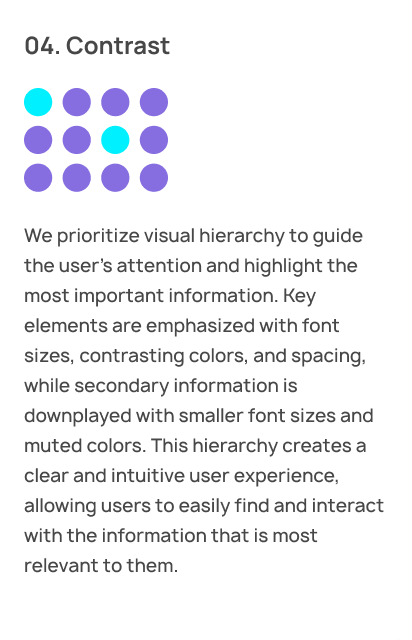 04. Contrast
We prioritize visual hierarchy to guide
the user's attention and highlight the
most important information. Key
elements are emphasized with font
sizes, contrasting colors, and spacing,
while secondary information is
downplayed with smaller font sizes and
muted colors. This hierarchy creates a
clear and intuitive user experience,
allowing users to easily find and interact
with the information that is most
relevant to them.